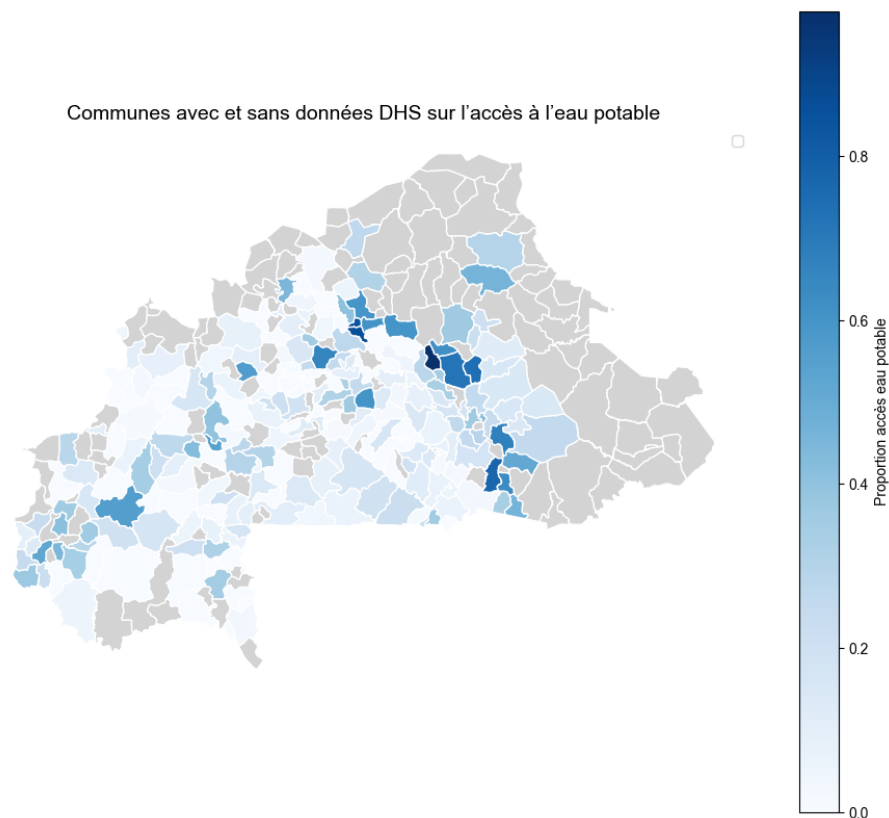 Communes avec et sans données DHS sur l’accès à l’eau potable
0.8
0.6
0.4
0.2
0.0
Proportion accès eau potable